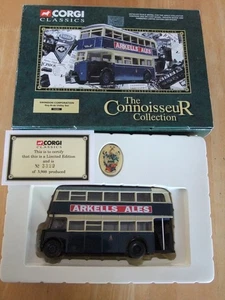 CORGI
CLASSICS
ARKELLS ALES
The
Connoisseur
Collection
CORGI
CLASSICS
This is to certify
that this is a Limited Edition
and is
No
of 5,000 produced
ARKELLS ALES